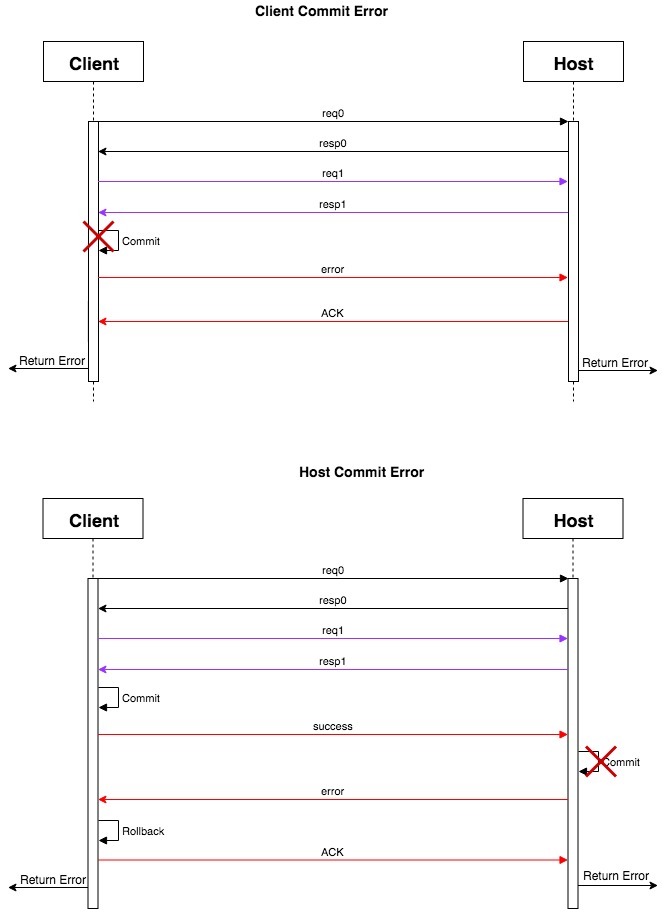 Client Commit Error
Client
Host
req0
resp0
req1
resp1
Commit
error
ACK
Return Error
Return Error
Host Commit Error
Client
Host
req0
resp0
req1
resp1
Commit
success
Commit
error
Rollback
ACK
Return Error
Return Error